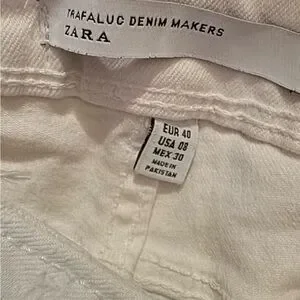 TRAFALUC DENIM MAKERS
ZARA
EUR 40
USA 08
MEX 30
MADE IN
PAKISTAN